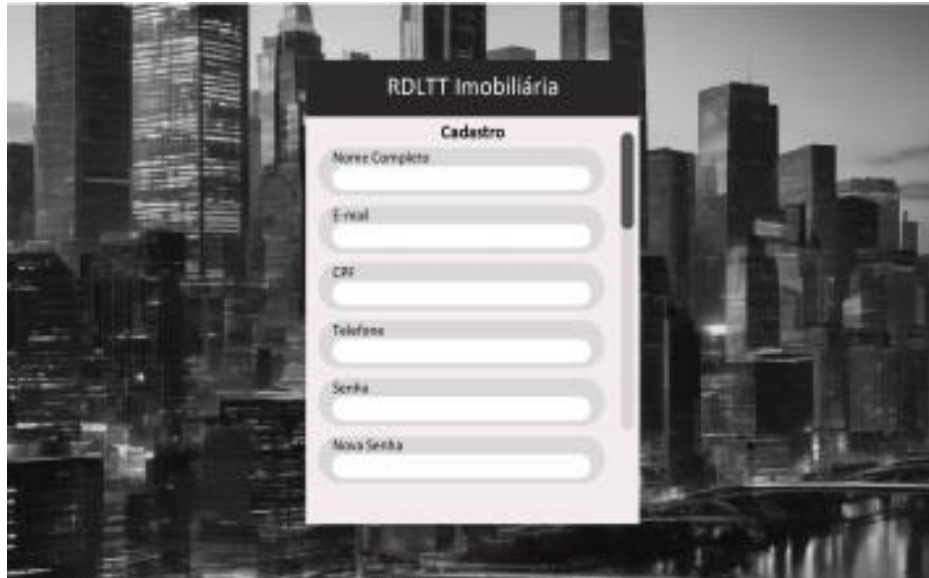 RDLTT Imobiliária
Cadastro
Nome Completo
E-mail
CPF
Telefone
Senha
Nova Senha